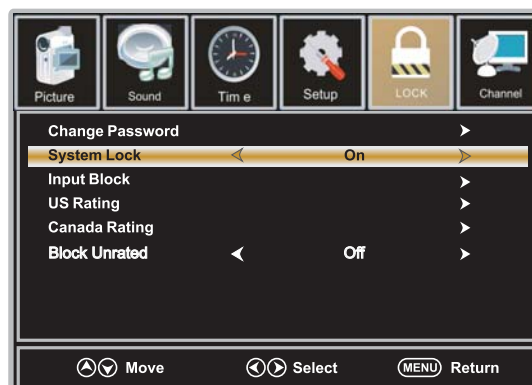 Picture Sound Tim e Setup LOCK Channel
Change Password
System Lock On
Input Block
US Rating
Canada Rating
Block Unrated Off
Move Select MENU Return